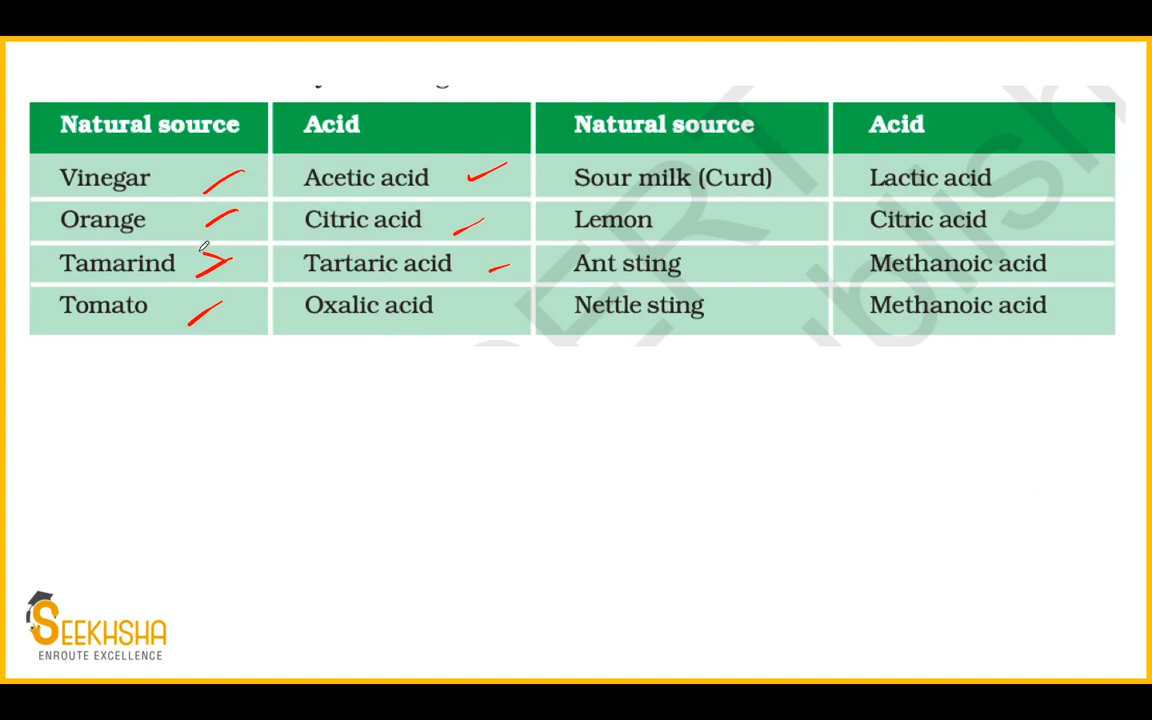 Natural source Acid Natural source Acid
Vinegar Acetic acid Sour milk (Curd) Lactic acid
Orange Citric acid Lemon Citric acid
Tamarind Tartaric acid Ant sting Methanoic acid
Tomato Oxalic acid Nettle sting Methanoic acid
SEEKHSHA
ENROUTE EXCELLENCE